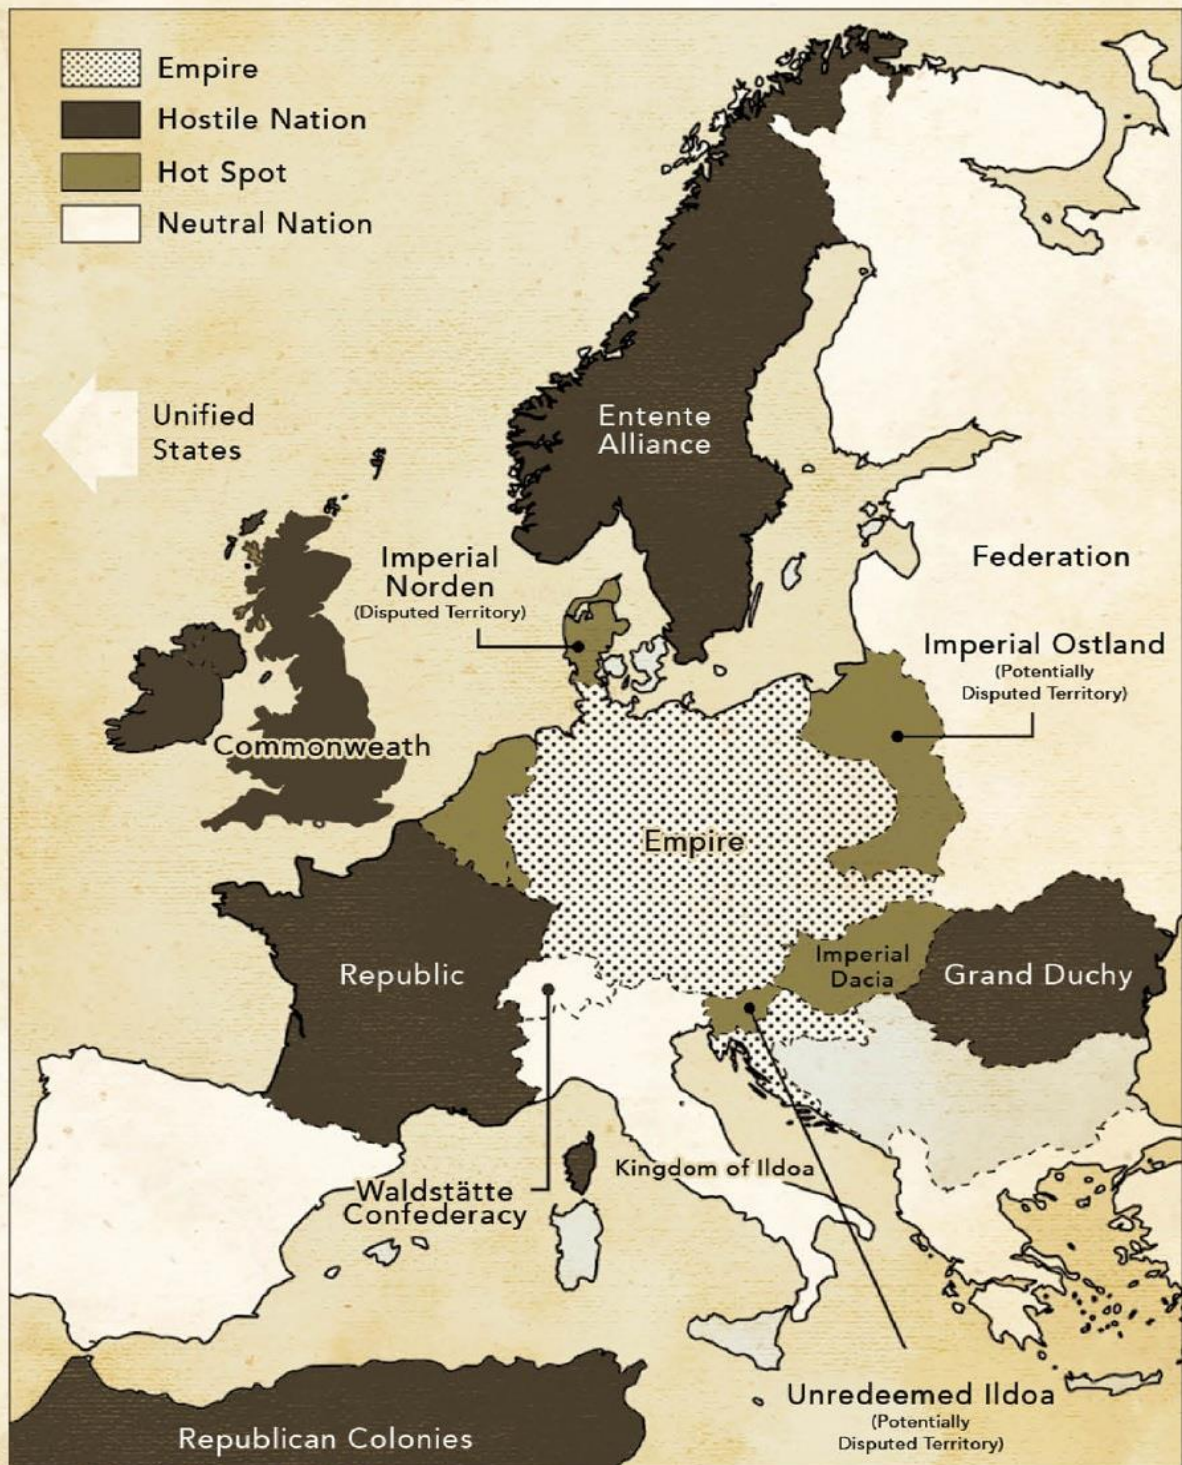 Empire
Hostile Nation
Hot Spot
Neutral Nation
Unified
States
Entente
Alliance
Imperial
Norden
(Disputed Territory)
Federation
Imperial Ostland
(Potentially
Disputed Territory)
Commonweath
Empire
Republic
Imperial
Dacia
Grand Duchy
Waldstätte
Confederacy
Kingdom of Ildoa
Unredeemed Ildoa
(Potentially
Disputed Territory)
Republican Colonies